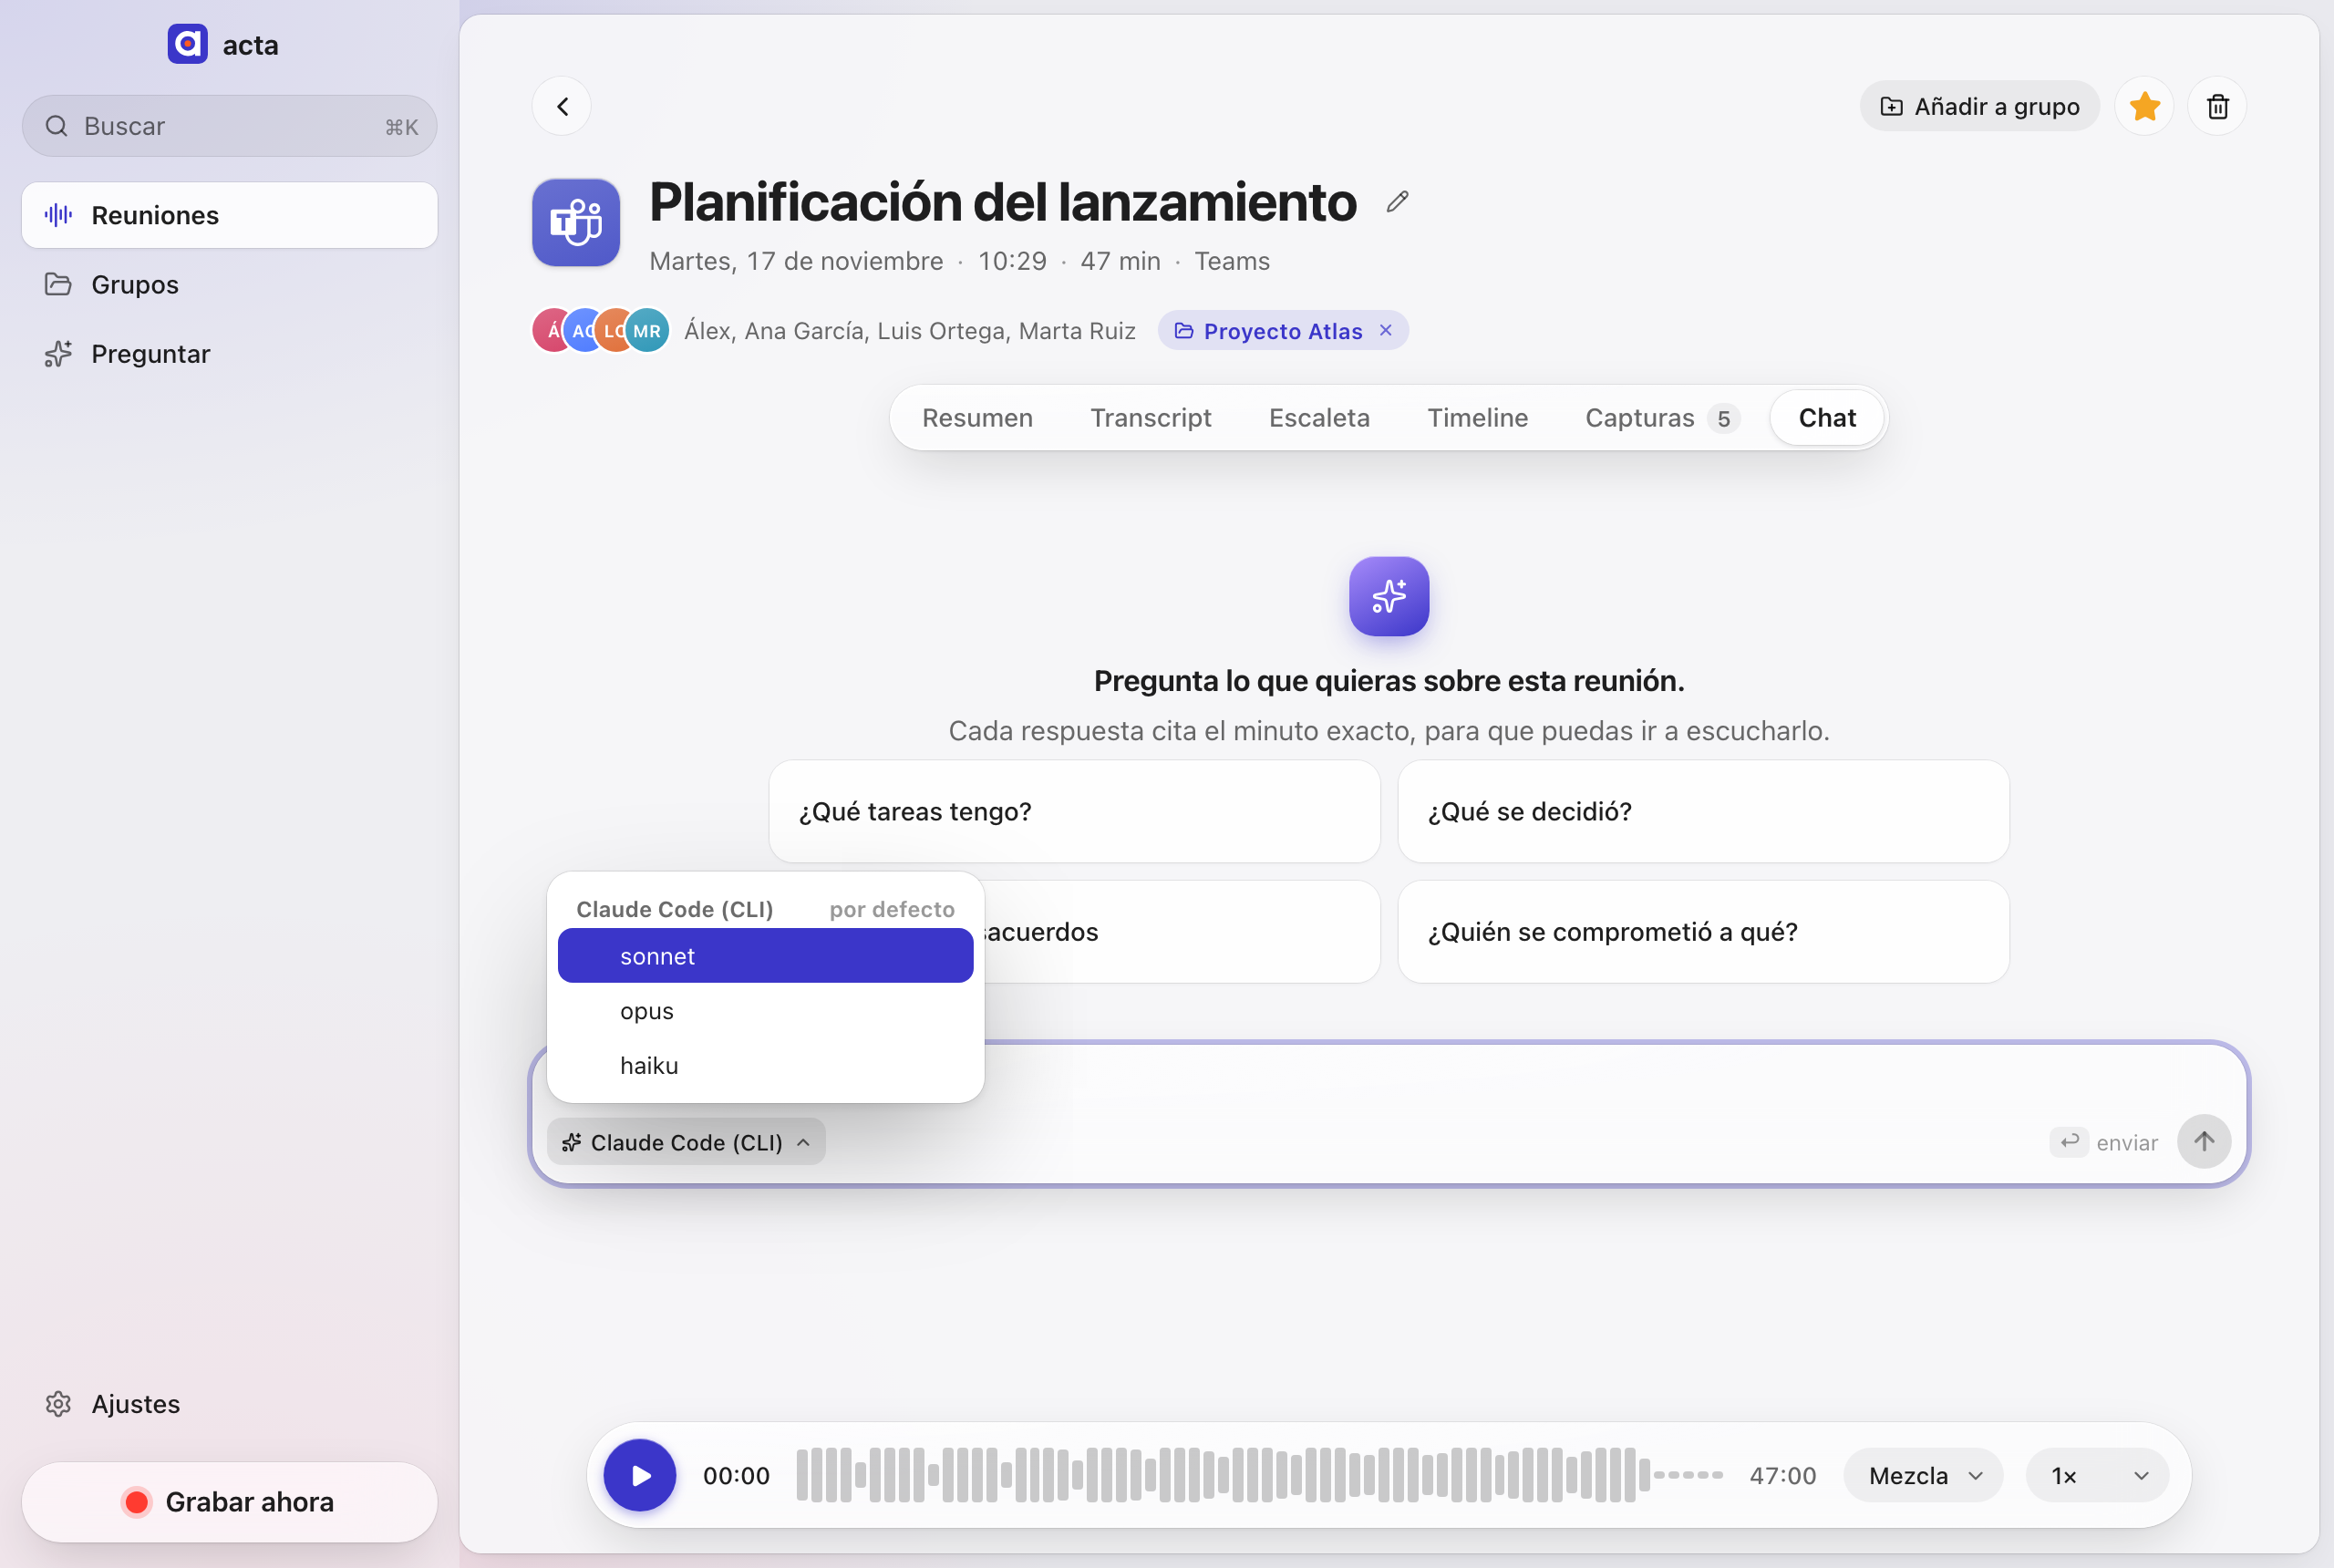 acta
Buscar ⌘K
Reuniones
Grupos
Preguntar
Ajustes
Grabar ahora
Añadir a grupo
Planificación del lanzamiento
Martes, 17 de noviembre · 10:29 · 47 min · Teams
Á AG LO MR Álex, Ana García, Luis Ortega, Marta Ruiz Proyecto Atlas ×
Resumen Transcript Escaleta Timeline Capturas 5 Chat
Pregunta lo que quieras sobre esta reunión.
Cada respuesta cita el minuto exacto, para que puedas ir a escucharlo.
¿Qué tareas tengo? ¿Qué se decidió?
sacuerdos ¿Quién se comprometió a qué?
Claude Code (CLI) por defecto
sonnet
opus
haiku
Claude Code (CLI) enviar
00:00 47:00 Mezcla 1×